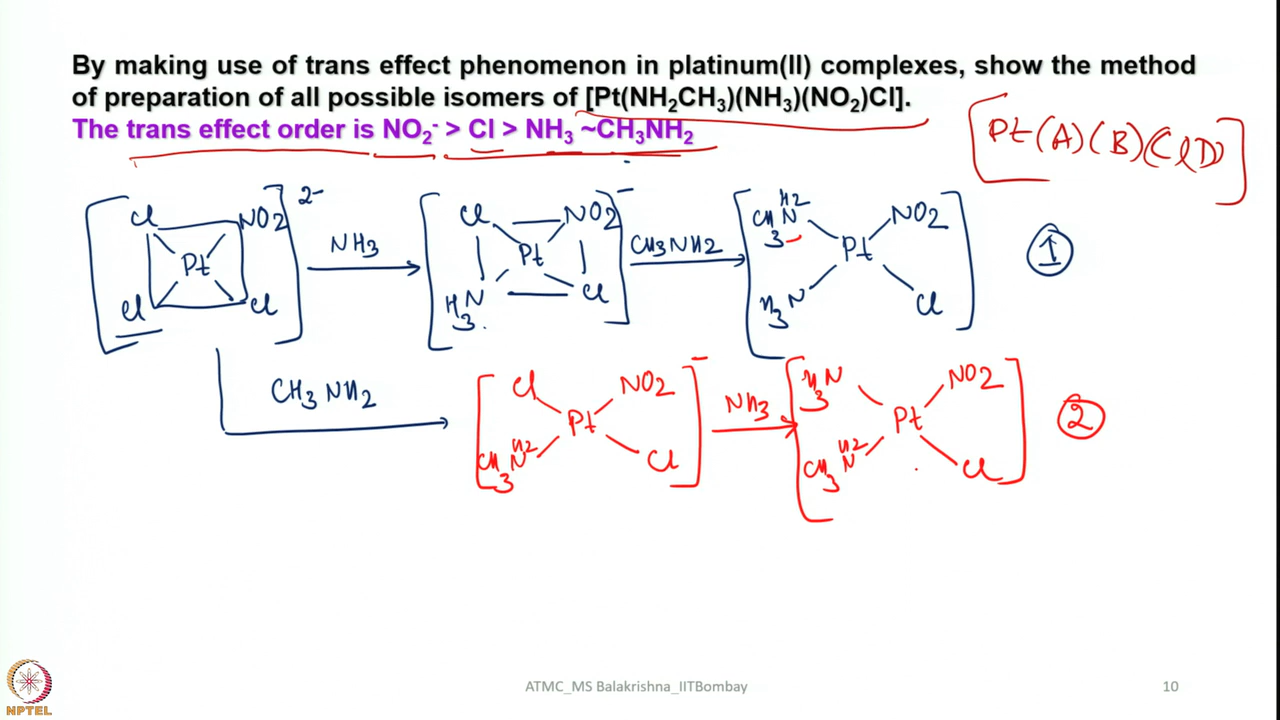 By making use of trans effect phenomenon in platinum(II) complexes, show the method
of preparation of all possible isomers of [Pt(NH₂CH₃)(NH₃)(NO₂)Cl].
The trans effect order is NO₂⁻ > Cl > NH₃ ~CH₃NH₂
[Pt(A)(B)(C)(D)]
[Cl NO2 Pt Cl Cl]2-
NH3
[Cl NO2 Pt H3N Cl]-
CH3NH2
[CH3NH2 NO2 Pt H3N Cl]
1
CH3NH2
[Cl NO2 Pt CH3NH2 Cl]-
NH3
[H3N NO2 Pt CH3NH2 Cl]
2
NPTEL
ATMC_MS Balakrishna_IITBombay
10